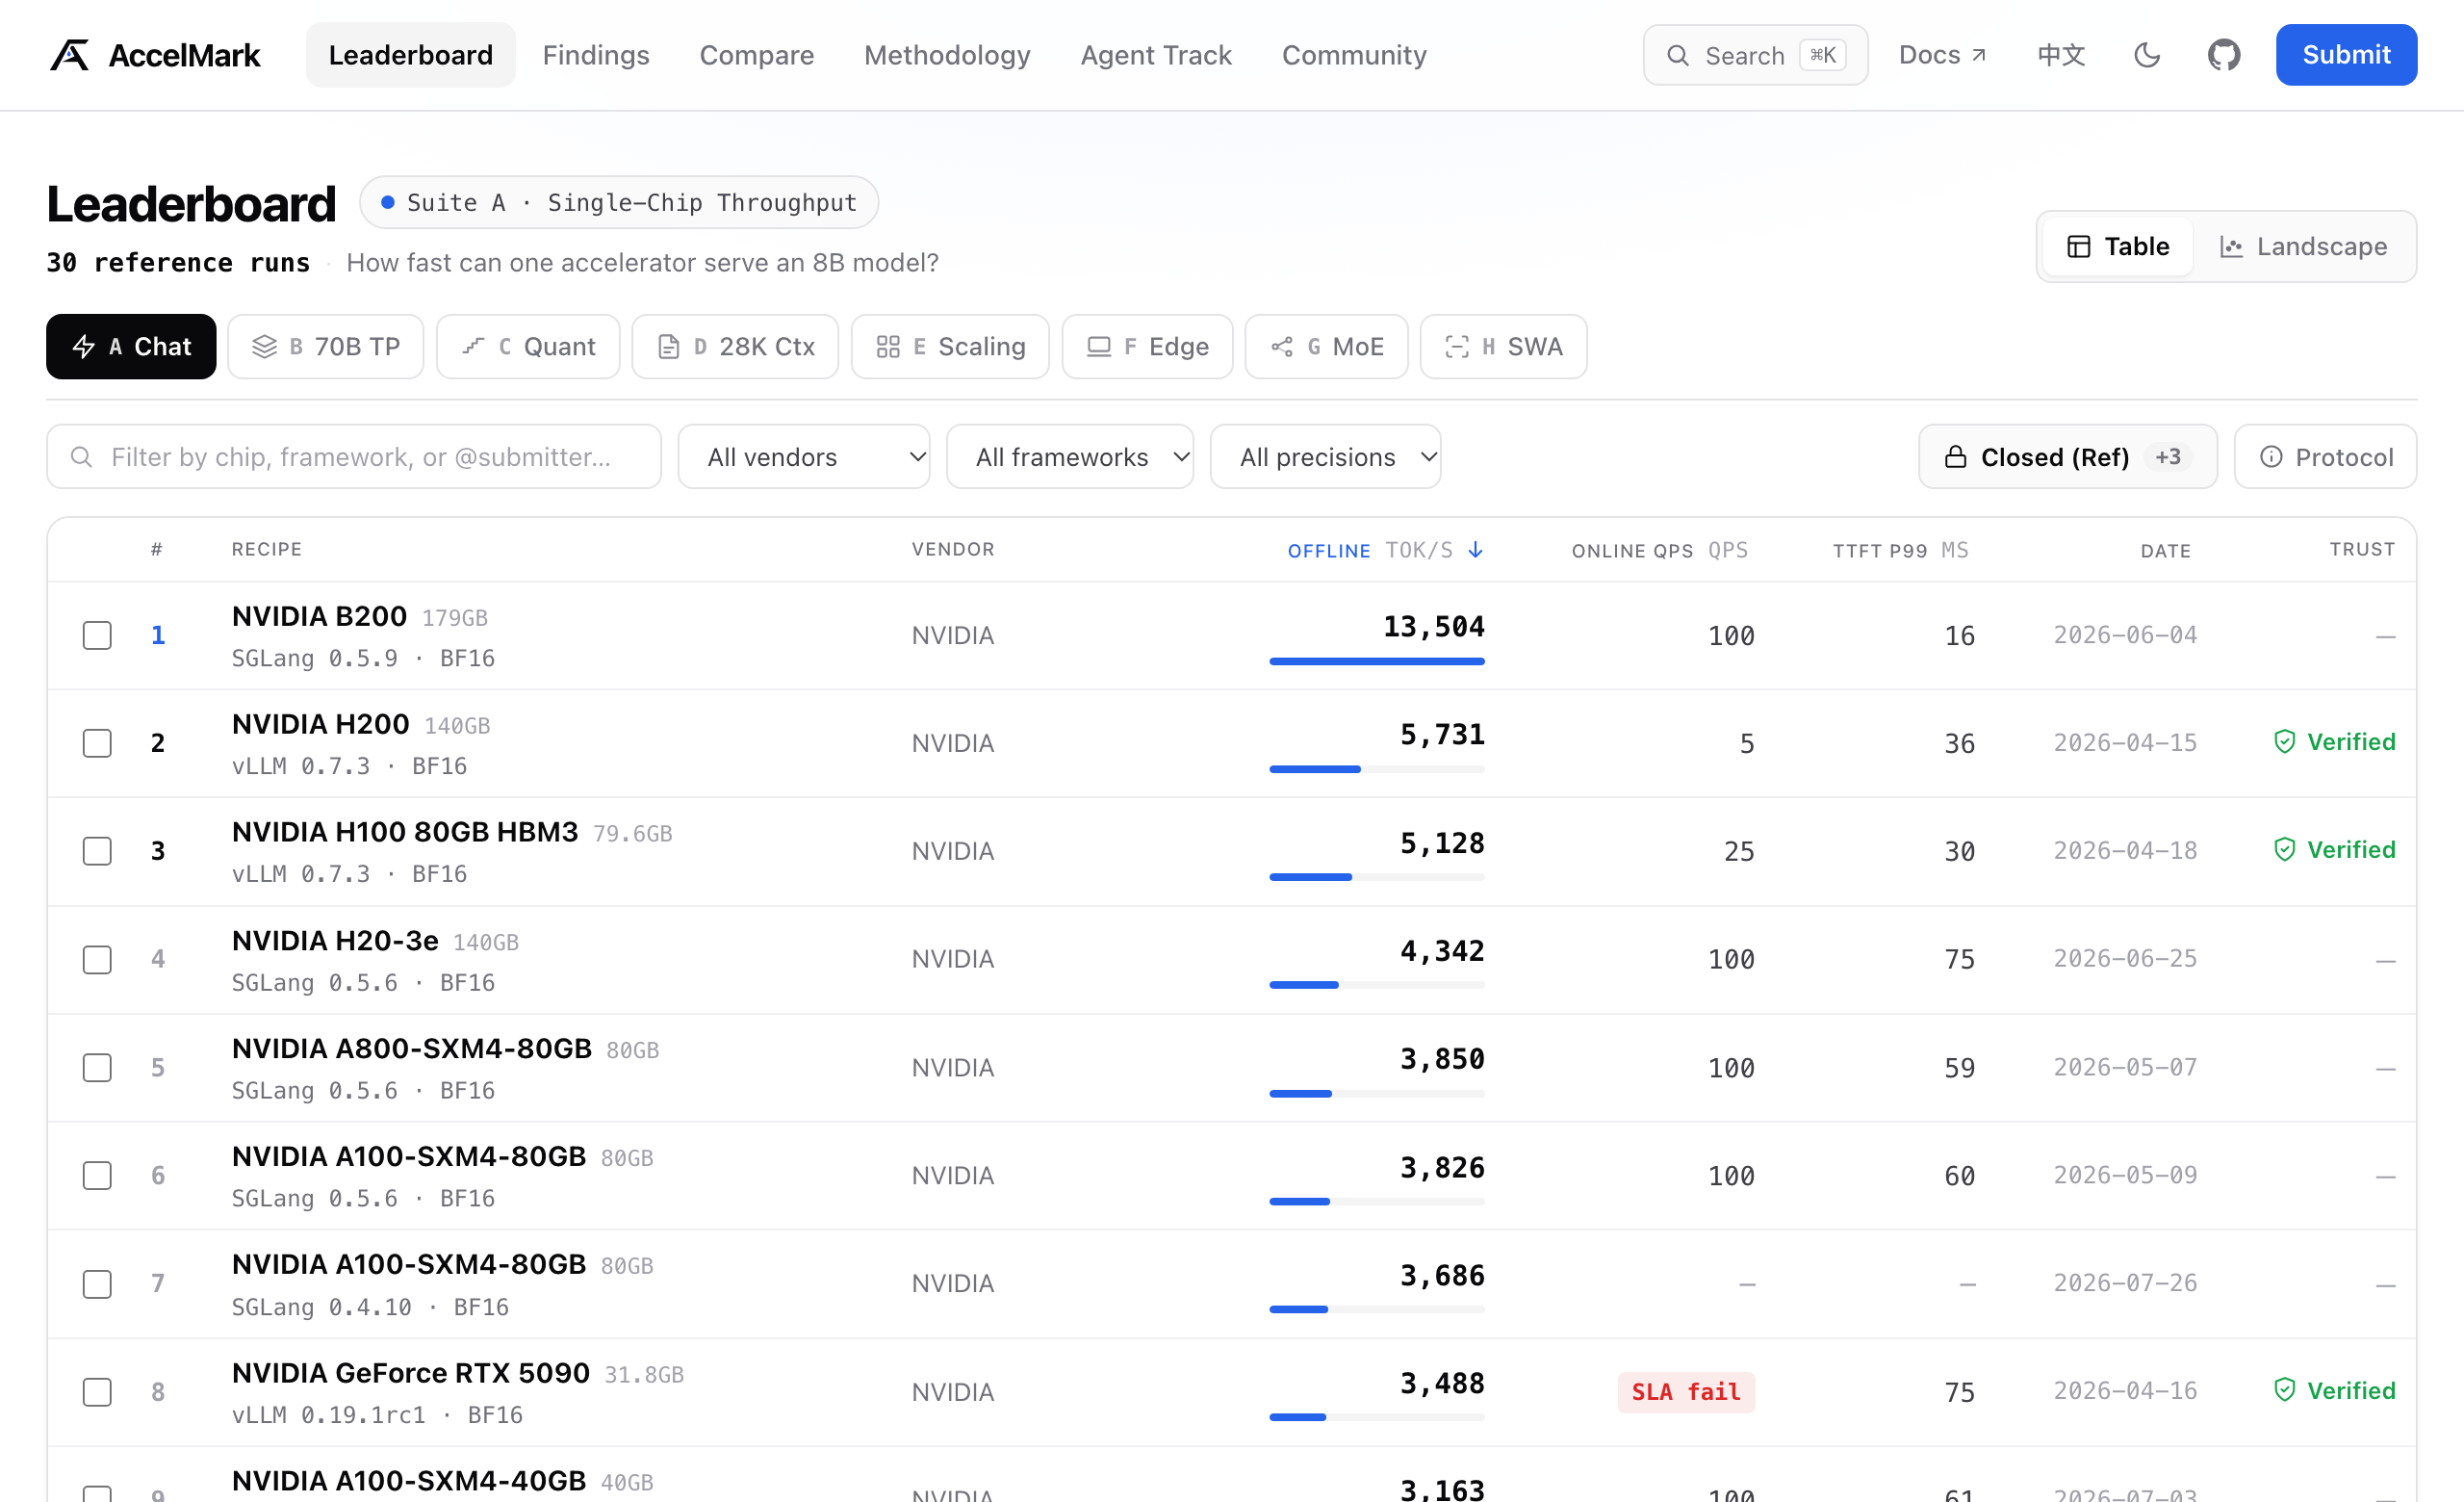 AccelMark Leaderboard Findings Compare Methodology Agent Track Community Search ⌘K Docs ↗ 中文 Submit
Leaderboard Suite A · Single-Chip Throughput
30 reference runs · How fast can one accelerator serve an 8B model?
Table Landscape
A Chat B 70B TP C Quant D 28K Ctx E Scaling F Edge G MoE H SWA
Filter by chip, framework, or @submitter... All vendors All frameworks All precisions Closed (Ref) +3 Protocol
# RECIPE VENDOR OFFLINE TOK/S ↓ ONLINE QPS QPS TTFT P99 MS DATE TRUST
1 NVIDIA B200 179GB NVIDIA 13,504 100 16 2026-06-04 —
SGLang 0.5.9 · BF16
2 NVIDIA H200 140GB NVIDIA 5,731 5 36 2026-04-15 Verified
vLLM 0.7.3 · BF16
3 NVIDIA H100 80GB HBM3 79.6GB NVIDIA 5,128 25 30 2026-04-18 Verified
vLLM 0.7.3 · BF16
4 NVIDIA H20-3e 140GB NVIDIA 4,342 100 75 2026-06-25 —
SGLang 0.5.6 · BF16
5 NVIDIA A800-SXM4-80GB 80GB NVIDIA 3,850 100 59 2026-05-07 —
SGLang 0.5.6 · BF16
6 NVIDIA A100-SXM4-80GB 80GB NVIDIA 3,826 100 60 2026-05-09 —
SGLang 0.5.6 · BF16
7 NVIDIA A100-SXM4-80GB 80GB NVIDIA 3,686 — — 2026-07-26 —
SGLang 0.4.10 · BF16
8 NVIDIA GeForce RTX 5090 31.8GB NVIDIA 3,488 SLA fail 75 2026-04-16 Verified
vLLM 0.19.1rc1 · BF16
9 NVIDIA A100-SXM4-40GB 40GB NVIDIA 3,163 100 61 2026-07-03 —